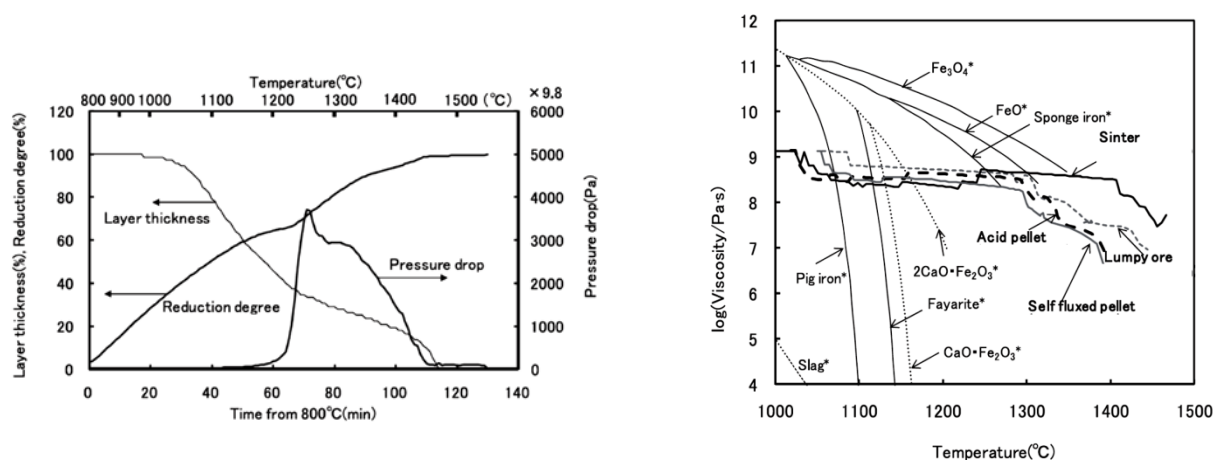 Temperature(°C)
800 900 1000 1100 1200 1300 1400 1500 (°C)
×9.8
120
100
80
60
40
20
0
Layer thickness(%), Reduction degree(%)
Layer thickness
Reduction degree
Pressure drop
6000
5000
4000
3000
2000
1000
0
Pressure drop(Pa)
0 20 40 60 80 100 120 140
Time from 800°C(min)
12
11
10
9
8
7
6
5
4
log(Viscosity/Pa·s)
Fe₃O₄*
FeO*
Sponge iron*
Sinter
Acid pellet
Lumpy ore
2CaO•Fe₂O₃*
Pig iron*
Self fluxed pellet
Fayarite*
CaO•Fe₂O₃*
Slag*
1000 1100 1200 1300 1400 1500
Temperature(°C)